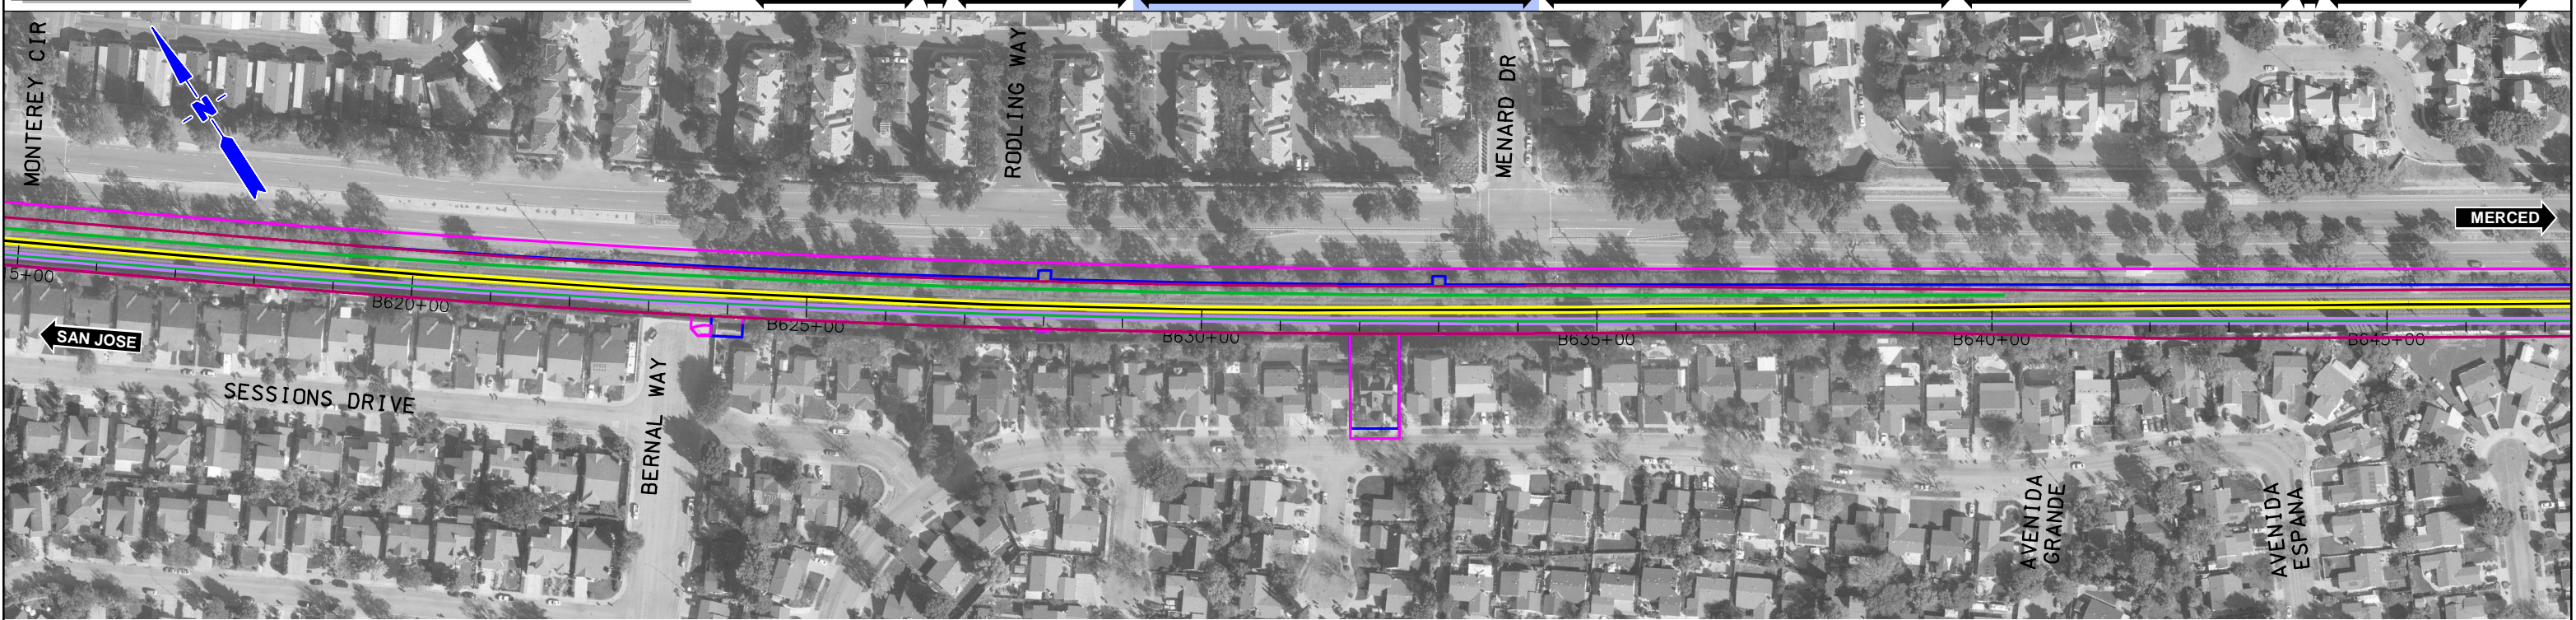 MONTEREY CIR
N
RODLING WAY
MENARD DR
MERCED
5+00
B620+00
B625+00
B630+00
B635+00
B640+00
B645+00
SAN JOSE
SESSIONS DRIVE
BERNAL WAY
AVENIDA
GRANDE
AVENIDA
ESPANA